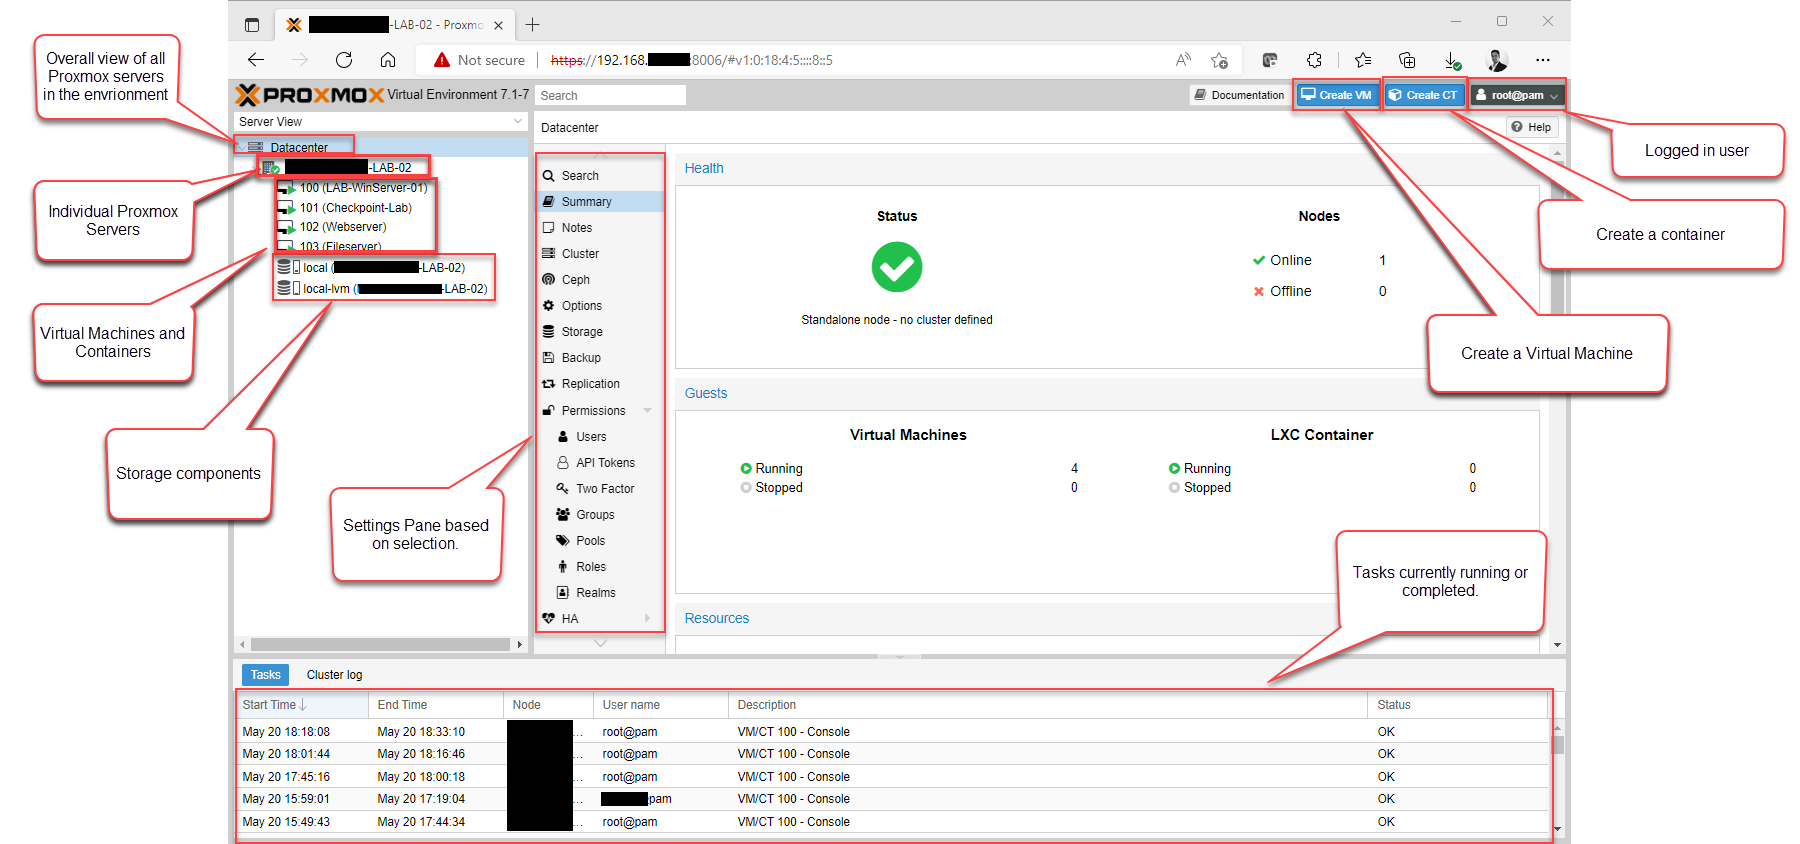 -LAB-02 - Proxmo
Not secure
https://192.168. :8006/#v1:0:18:4:5::::8::5
PROXMOX Virtual Environment 7.1-7
Search
Documentation
Create VM
Create CT
root@pam
Server View
Datacenter
-LAB-02
100 (LAB-WinServer-01)
101 (Checkpoint-Lab)
102 (Webserver)
103 (Fileserver)
local ( -LAB-02)
local-lvm ( -LAB-02)
Datacenter
Help
Search
Summary
Notes
Cluster
Ceph
Options
Storage
Backup
Replication
Permissions
Users
API Tokens
Two Factor
Groups
Pools
Roles
Realms
HA
Health
Status
Standalone node - no cluster defined
Nodes
Online 1
Offline 0
Guests
Virtual Machines
Running 4
Stopped 0
LXC Container
Running 0
Stopped 0
Resources
Tasks
Cluster log
Start Time End Time Node User name Description Status
May 20 18:18:08 May 20 18:33:10 ... root@pam VM/CT 100 - Console OK
May 20 18:01:44 May 20 18:16:46 ... root@pam VM/CT 100 - Console OK
May 20 17:45:16 May 20 18:00:18 ... root@pam VM/CT 100 - Console OK
May 20 15:59:01 May 20 17:19:04 ... pam VM/CT 100 - Console OK
May 20 15:49:43 May 20 17:44:34 ... root@pam VM/CT 100 - Console OK
Overall view of all
Proxmox servers
in the envrionment
Individual Proxmox
Servers
Virtual Machines and
Containers
Storage components
Settings Pane based
on selection.
Logged in user
Create a container
Create a Virtual Machine
Tasks currently running or
completed.